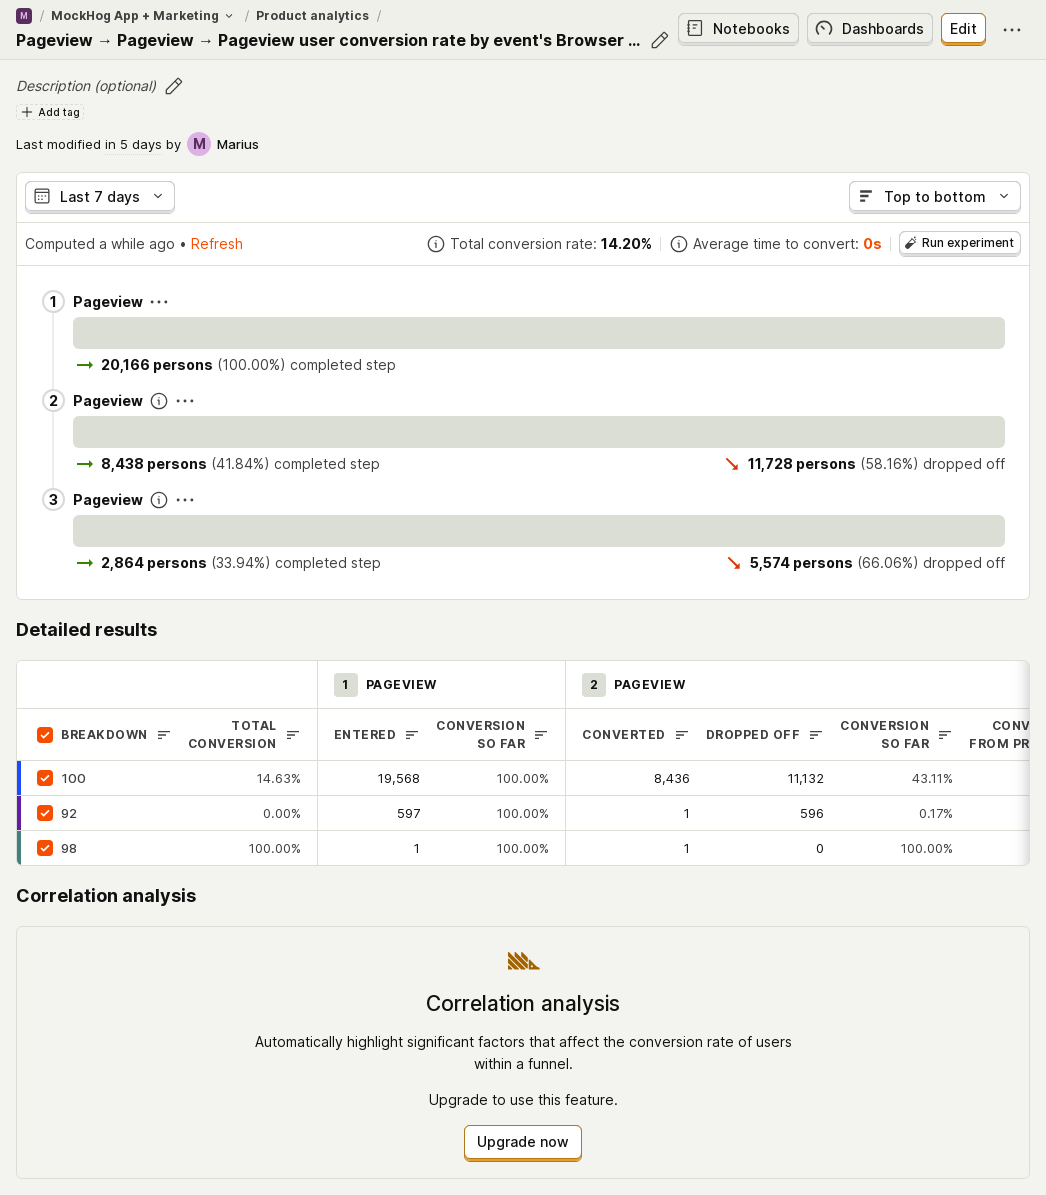 M / MockHog App + Marketing / Product analytics /
Pageview → Pageview → Pageview user conversion rate by event's Browser ...
Notebooks
Dashboards
Edit
Description (optional)
Add tag
Last modified in 5 days by M Marius
Last 7 days
Top to bottom
Computed a while ago • Refresh
Total conversion rate: 14.20%
Average time to convert: 0s
Run experiment
1 Pageview
20,166 persons (100.00%) completed step
2 Pageview
8,438 persons (41.84%) completed step
11,728 persons (58.16%) dropped off
3 Pageview
2,864 persons (33.94%) completed step
5,574 persons (66.06%) dropped off
Detailed results
1 PAGEVIEW
2 PAGEVIEW
BREAKDOWN
TOTAL
CONVERSION
ENTERED
CONVERSION
SO FAR
CONVERTED
DROPPED OFF
CONVERSION
SO FAR
CONV
FROM PR
100 14.63% 19,568 100.00% 8,436 11,132 43.11%
92 0.00% 597 100.00% 1 596 0.17%
98 100.00% 1 100.00% 1 0 100.00%
Correlation analysis
Correlation analysis
Automatically highlight significant factors that affect the conversion rate of users
within a funnel.
Upgrade to use this feature.
Upgrade now